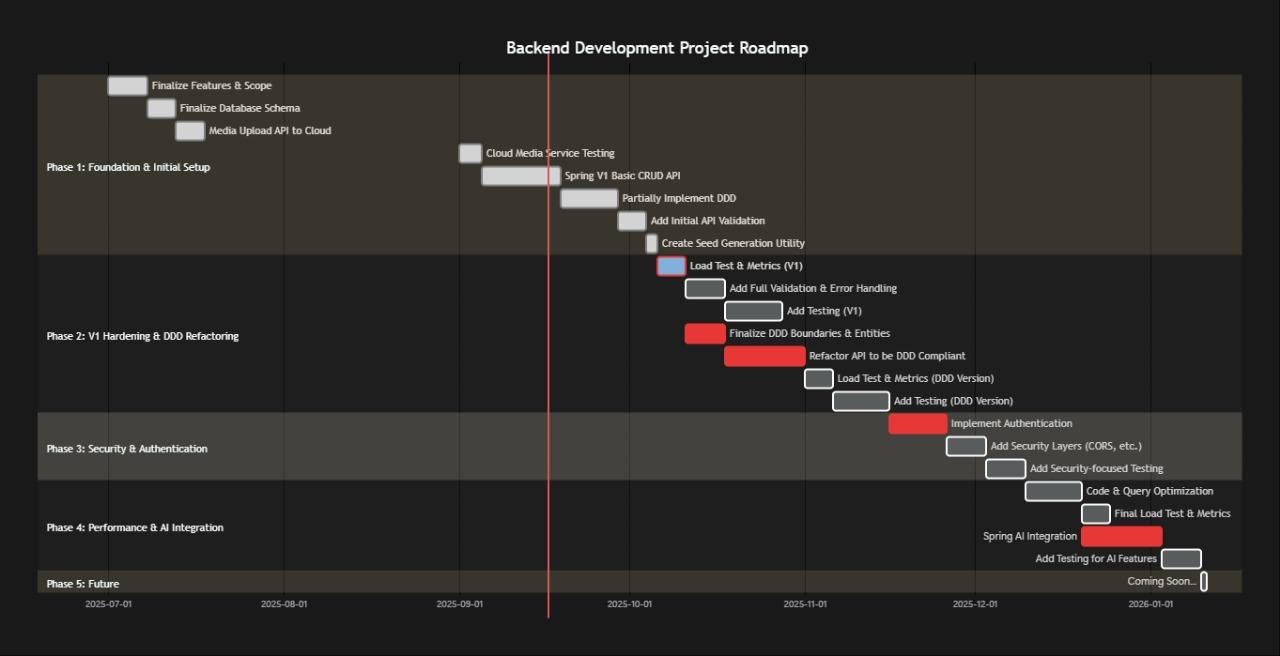 Backend Development Project Roadmap
Finalize Features & Scope
Finalize Database Schema
Media Upload API to Cloud
Cloud Media Service Testing
Phase 1: Foundation & Initial Setup
Spring V1 Basic CRUD API
Partially Implement DDD
Add Initial API Validation
Create Seed Generation Utility
Load Test & Metrics (V1)
Add Full Validation & Error Handling
Add Testing (V1)
Phase 2: V1 Hardening & DDD Refactoring
Finalize DDD Boundaries & Entities
Refactor API to be DDD Compliant
Load Test & Metrics (DDD Version)
Add Testing (DDD Version)
Implement Authentication
Phase 3: Security & Authentication
Add Security Layers (CORS, etc.)
Add Security-focused Testing
Code & Query Optimization
Final Load Test & Metrics
Phase 4: Performance & AI Integration
Spring AI Integration
Add Testing for AI Features
Phase 5: Future
Coming Soon...
2025-07-01
2025-08-01
2025-09-01
2025-10-01
2025-11-01
2025-12-01
2026-01-01